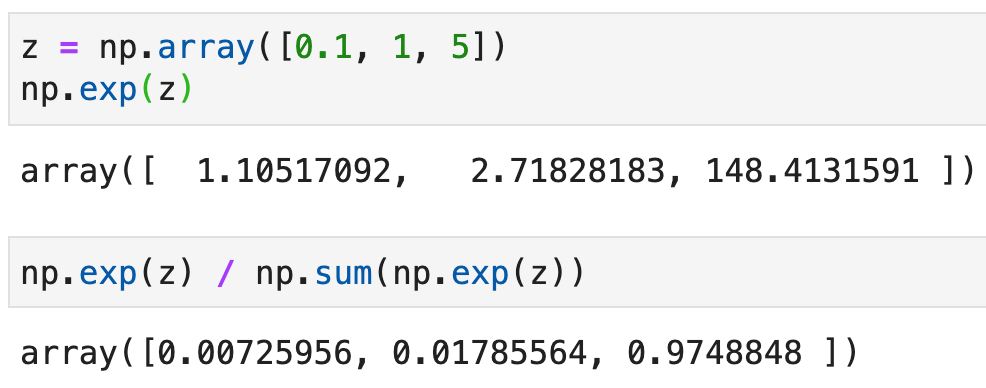 z = np.array([0.1, 1, 5])
np.exp(z)
array([  1.10517092,   2.71828183, 148.4131591 ])
np.exp(z) / np.sum(np.exp(z))
array([0.00725956, 0.01785564, 0.9748848 ])